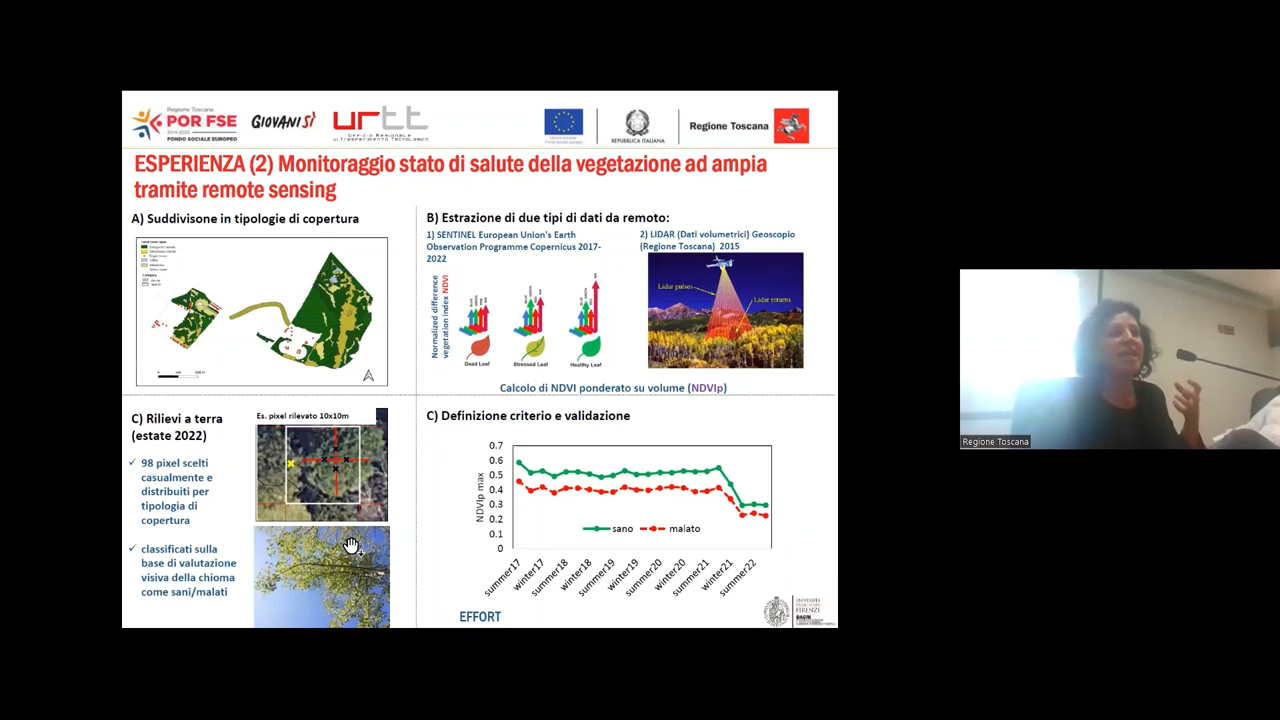 Regione Toscana
POR FSE
2014-2020
FONDO SOCIALE EUROPEO
GIOVANISÌ
urtt
Ufficio Regionale
di Trasferimento Tecnologico
REPUBBLICA ITALIANA
Regione Toscana
ESPERIENZA (2) Monitoraggio stato di salute della vegetazione ad ampia
tramite remote sensing
A) Suddivisone in tipologie di copertura
B) Estrazione di due tipi di dati da remoto:
1) SENTINEL European Union's Earth
Observation Programme Copernicus 2017-
2022
2) LIDAR (Dati volumetrici) Geoscopio
(Regione Toscana) 2015
Normalized difference
vegetation index NDVI
Dead Leaf
Stressed Leaf
Healthy Leaf
Lidar pulses
Lidar returns
Calcolo di NDVI ponderato su volume (NDVIp)
C) Rilievi a terra
(estate 2022)
Es. pixel rilevato 10x10m
✓ 98 pixel scelti
casualmente e
distribuiti per
tipologia di
copertura
✓ classificati sulla
base di valutazione
visiva della chioma
come sani/malati
C) Definizione criterio e validazione
NDVIp max
0.7
0.6
0.5
0.4
0.3
0.2
0.1
0
sano
malato
summer17
winter17
summer18
winter18
summer19
winter19
summer20
winter20
summer21
winter21
summer22
EFFORT
UNIVERSITÀ
DEGLI STUDI
FIRENZE
DAGRI
Regione Toscana